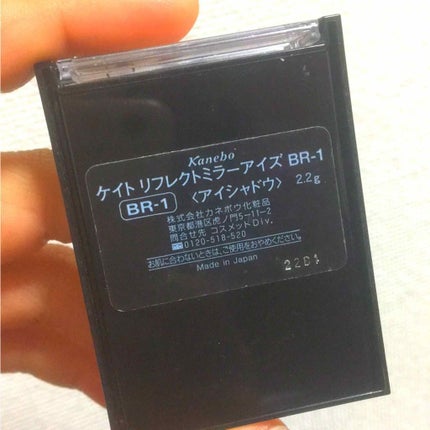 Kanebo
ケイト リフレクトミラーアイズ BR-1
BR-1 〈アイシャドウ〉 2.2g
株式会社カネボウ化粧品
東京都港区虎ノ門5-11-2
問合せ先 コスメットDiv.
0120-518-520
お肌に合わないときは、ご使用をおやめください。
Made in Japan
22D1